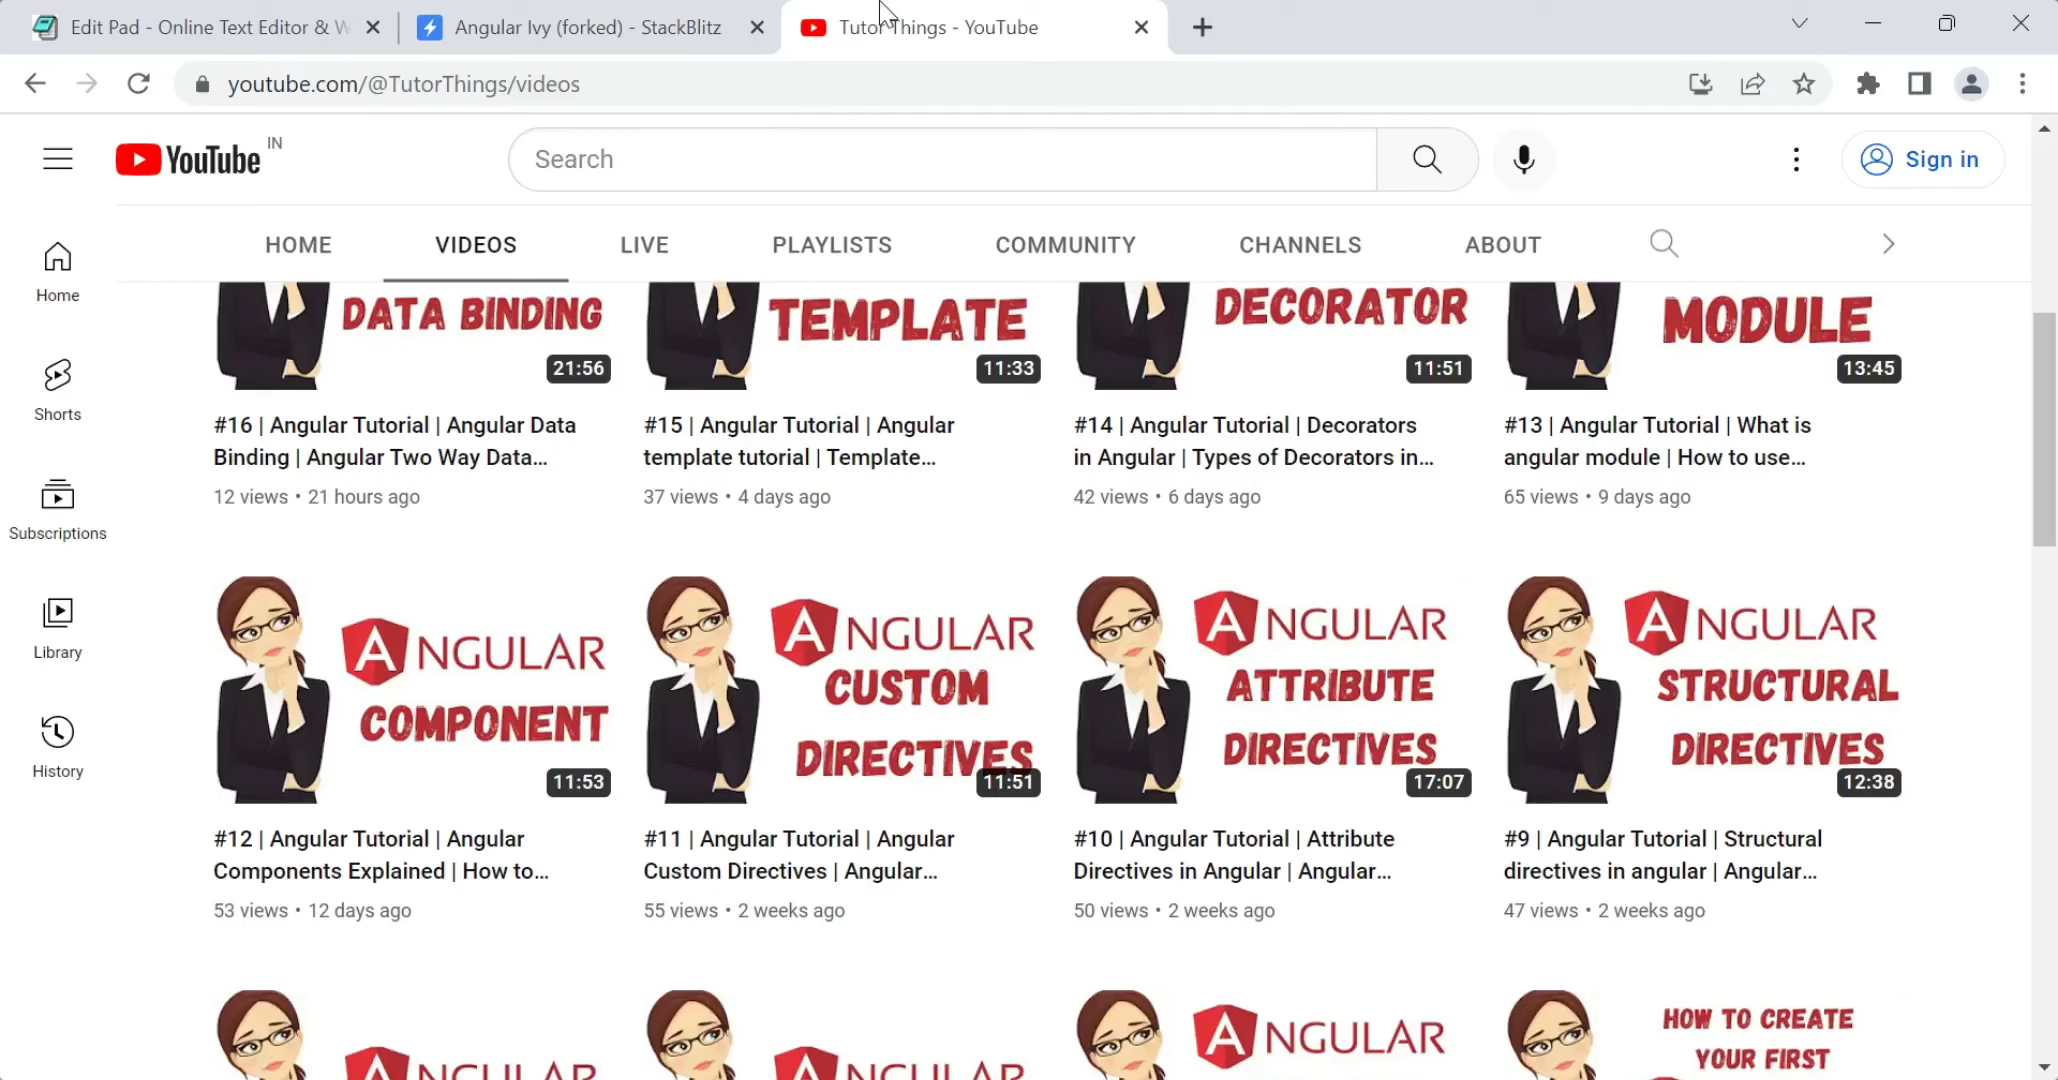 Edit Pad - Online Text Editor & W
Angular Ivy (forked) - StackBlitz
TutorThings - YouTube
youtube.com/@TutorThings/videos
YouTube IN
Search
Sign in
HOME
VIDEOS
LIVE
PLAYLISTS
COMMUNITY
CHANNELS
ABOUT
Home
Shorts
Subscriptions
Library
History
DATA BINDING
21:56
TEMPLATE
11:33
DECORATOR
11:51
MODULE
13:45
#16 | Angular Tutorial | Angular Data
Binding | Angular Two Way Data...
12 views • 21 hours ago
#15 | Angular Tutorial | Angular
template tutorial | Template...
37 views • 4 days ago
#14 | Angular Tutorial | Decorators
in Angular | Types of Decorators in...
42 views • 6 days ago
#13 | Angular Tutorial | What is
angular module | How to use...
65 views • 9 days ago
ANGULAR
COMPONENT
11:53
ANGULAR
CUSTOM
DIRECTIVES
11:51
ANGULAR
ATTRIBUTE
DIRECTIVES
17:07
ANGULAR
STRUCTURAL
DIRECTIVES
12:38
#12 | Angular Tutorial | Angular
Components Explained | How to...
53 views • 12 days ago
#11 | Angular Tutorial | Angular
Custom Directives | Angular...
55 views • 2 weeks ago
#10 | Angular Tutorial | Attribute
Directives in Angular | Angular...
50 views • 2 weeks ago
#9 | Angular Tutorial | Structural
directives in angular | Angular...
47 views • 2 weeks ago
ANGULAR
ANGULAR
ANGULAR
HOW TO CREATE
YOUR FIRST